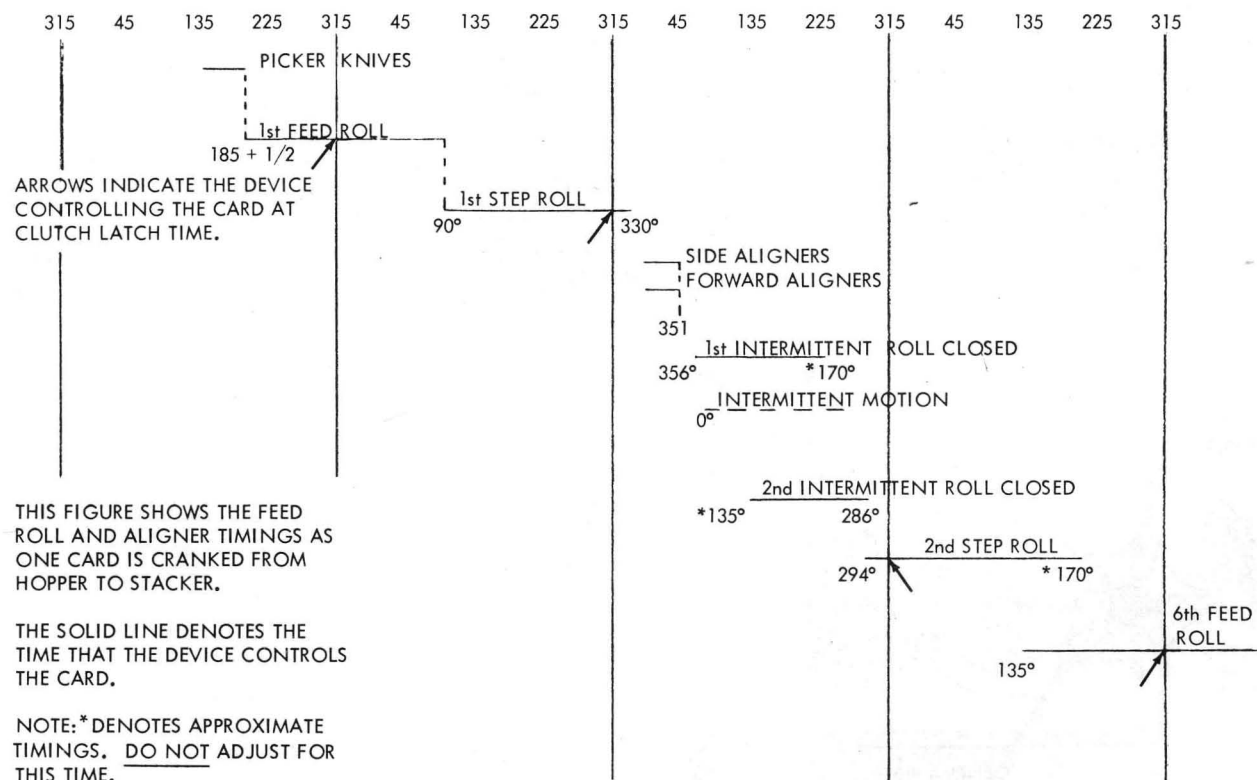 315 45 135 225 315 45 135 225 315 45 135 225 315 45 135 225 315
PICKER KNIVES
1st FEED ROLL
185 + 1/2
ARROWS INDICATE THE DEVICE
CONTROLLING THE CARD AT
CLUTCH LATCH TIME.
1st STEP ROLL
90° 330°
SIDE ALIGNERS
FORWARD ALIGNERS
351
1st INTERMITTENT ROLL CLOSED
356° *170°
INTERMITTENT MOTION
0°
2nd INTERMITTENT ROLL CLOSED
*135° 286°
2nd STEP ROLL
294° *170°
6th FEED
ROLL
135°
THIS FIGURE SHOWS THE FEED
ROLL AND ALIGNER TIMINGS AS
ONE CARD IS CRANKED FROM
HOPPER TO STACKER.
THE SOLID LINE DENOTES THE
TIME THAT THE DEVICE CONTROLS
THE CARD.
NOTE:*DENOTES APPROXIMATE
TIMINGS. DO NOT ADJUST FOR
THIS TIME.